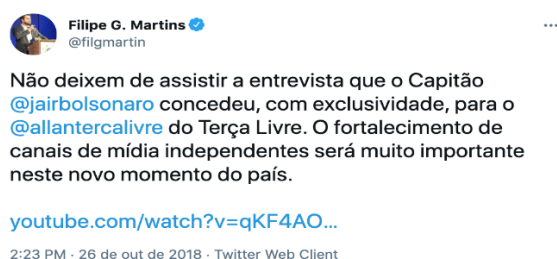 Filipe G. Martins
@filgmartin
Não deixem de assistir a entrevista que o Capitão
@jairbolsonaro concedeu, com exclusividade, para o
@allantercalivre do Terça Livre. O fortalecimento de
canais de mídia independentes será muito importante
neste novo momento do país.
youtube.com/watch?v=qKF4AO...
2:23 PM · 26 de out de 2018 · Twitter Web Client